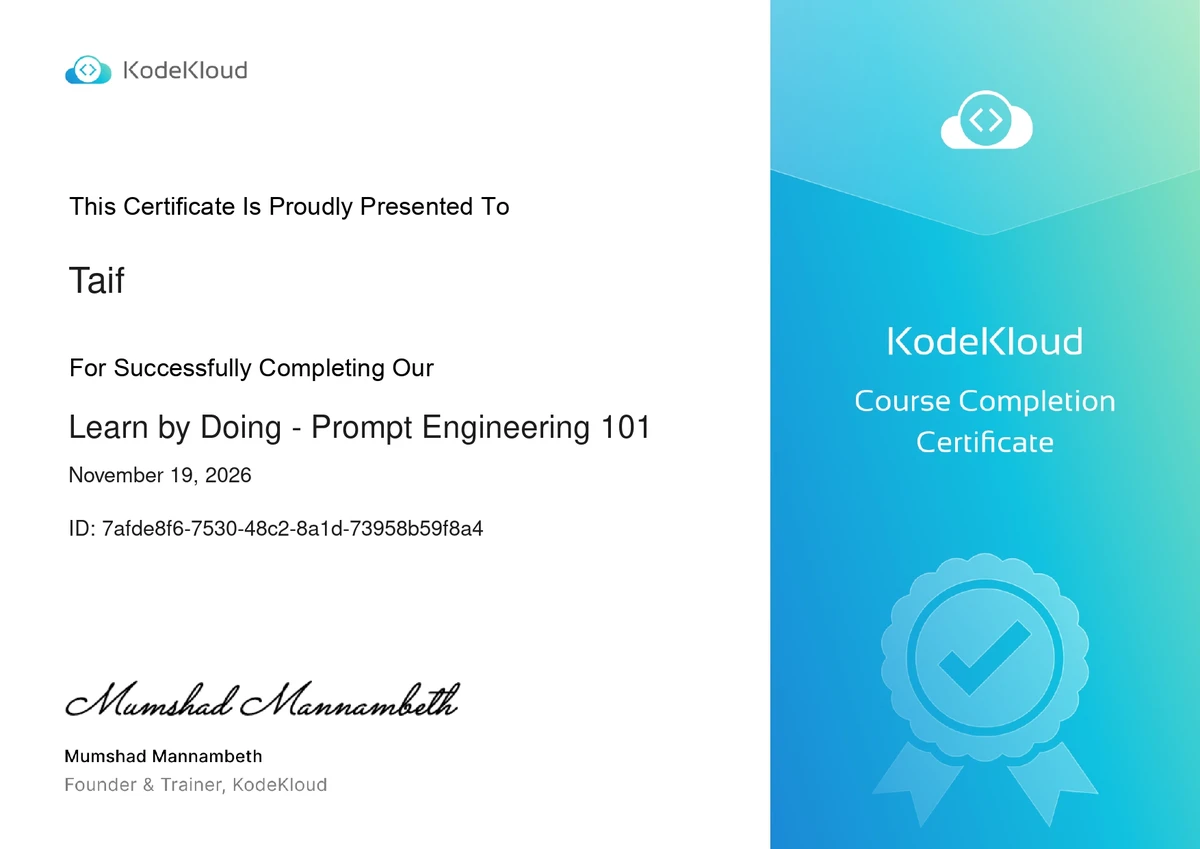 KodeKloud
This Certificate Is Proudly Presented To
Taif
For Successfully Completing Our
Learn by Doing - Prompt Engineering 101
November 19, 2026
ID: 7afde8f6-7530-48c2-8a1d-73958b59f8a4
Mumshad Mannambeth
Mumshad Mannambeth
Founder & Trainer, KodeKloud
KodeKloud
Course Completion
Certificate